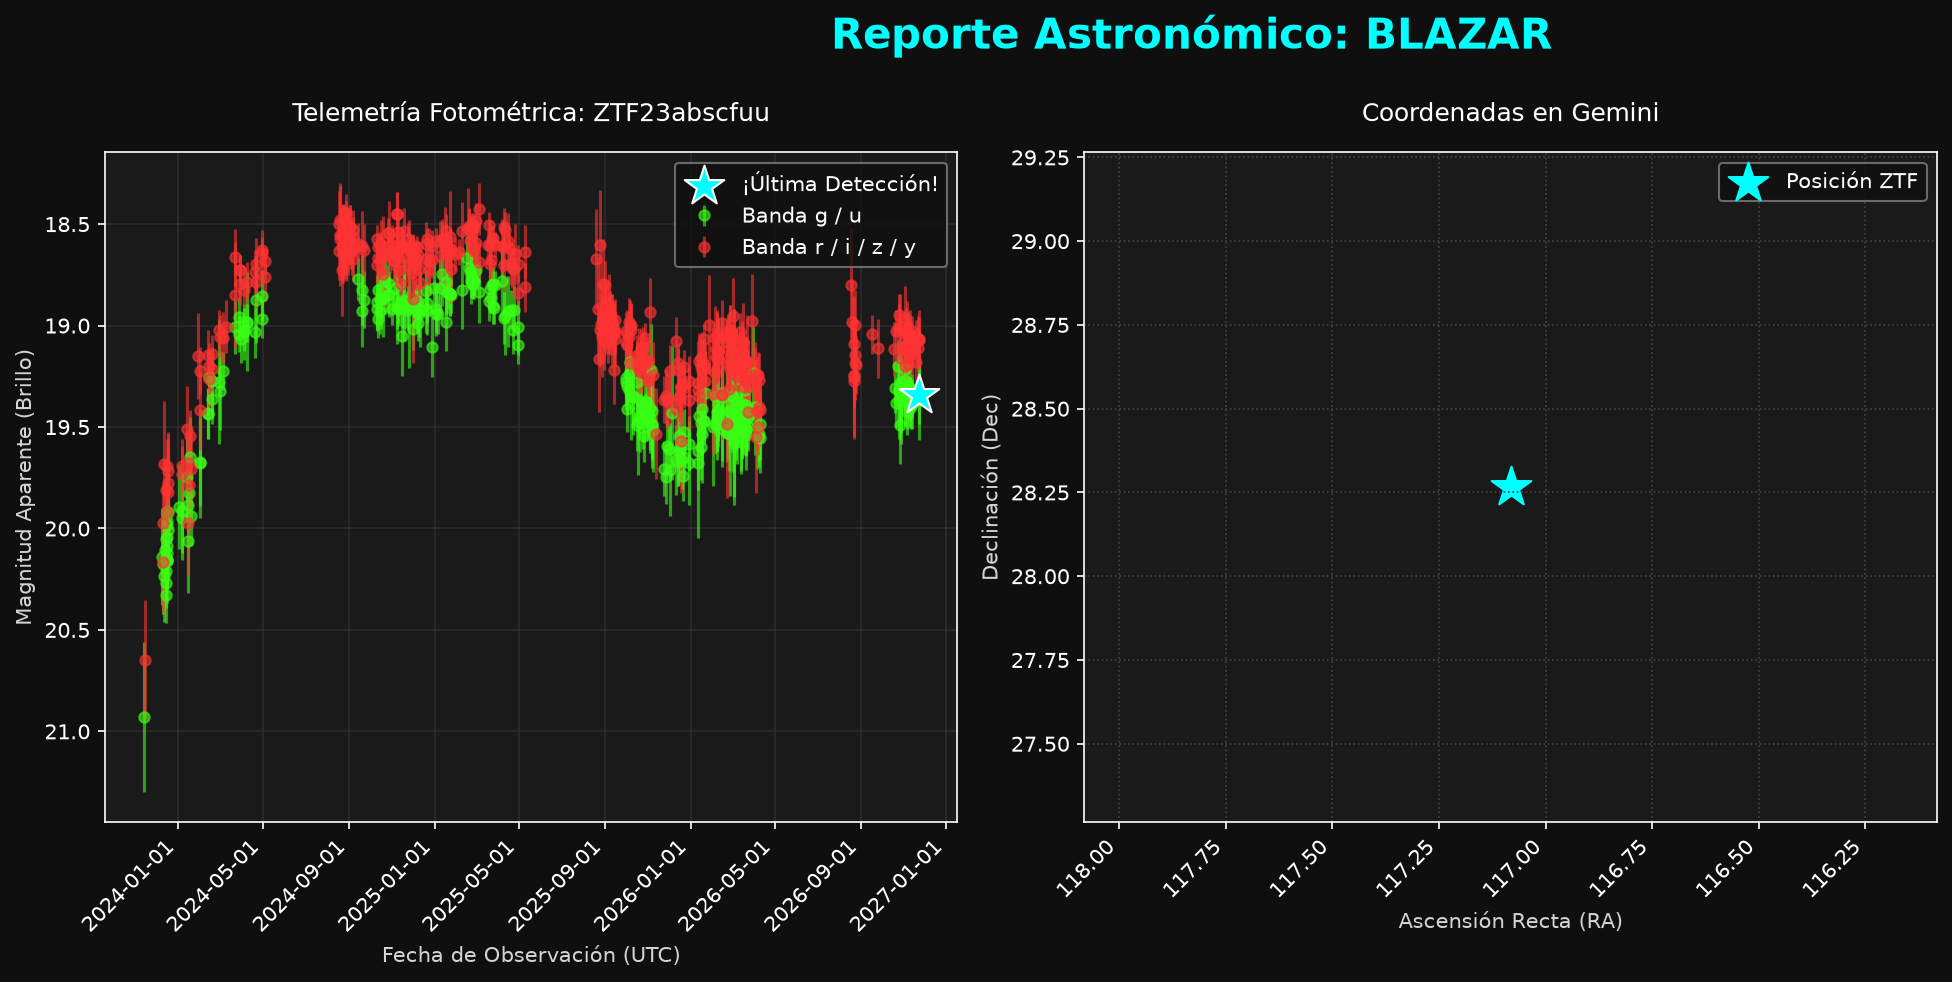 Reporte Astronómico: BLAZAR
Telemetría Fotométrica: ZTF23abscfuu
¡Última Detección!
Banda g / u
Banda r / i / z / y
Magnitud Aparente (Brillo)
18.5
19.0
19.5
20.0
20.5
21.0
2024-01-01
2024-05-01
2024-09-01
2025-01-01
2025-05-01
2025-09-01
2026-01-01
2026-05-01
2026-09-01
2027-01-01
Fecha de Observación (UTC)
Coordenadas en Gemini
Posición ZTF
Declinación (Dec)
29.25
29.00
28.75
28.50
28.25
28.00
27.75
27.50
118.00
117.75
117.50
117.25
117.00
116.75
116.50
116.25
Ascensión Recta (RA)